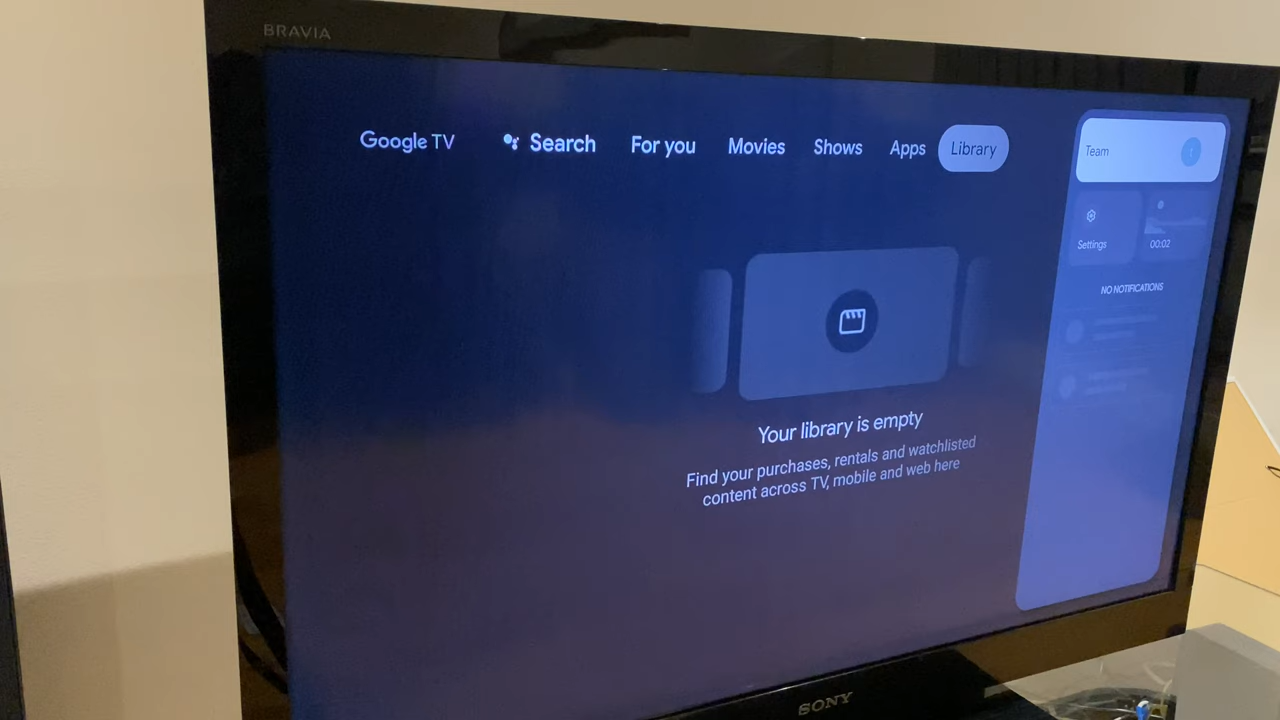 BRAVIA
Google TV
Search
For you
Movies
Shows
Apps
Library
Team
Settings
00:02
NO NOTIFICATIONS
Your library is empty
Find your purchases, rentals and watchlisted
content across TV, mobile and web here
SONY